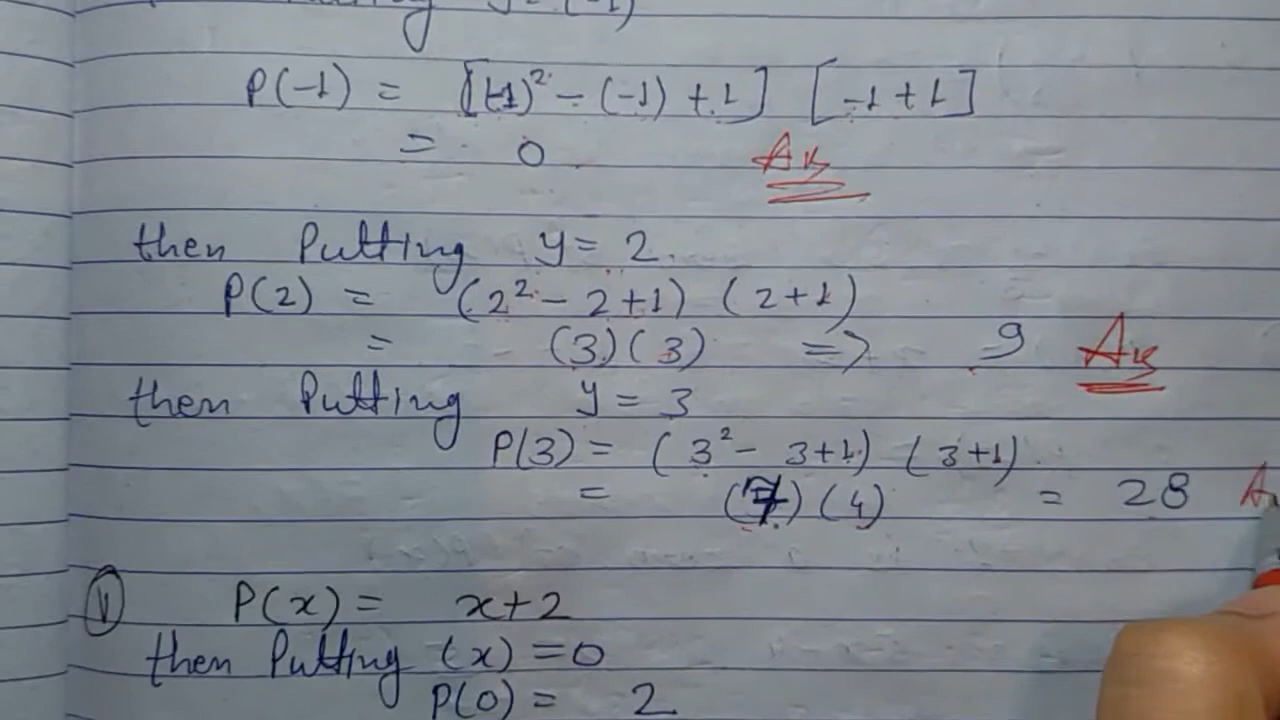 Putting y = (-1)
P(-1) = [(-1)² - (-1) + 1] [-1 + 1]
= 0 Ans
then Putting y = 2.
P(2) = (2² - 2 + 1) (2 + 1)
= (3)(3) => 9 Ans
then Putting y = 3
P(3) = (3² - 3 + 1) (3 + 1)
= (7)(4) = 28 A
P(x) = x + 2
then Putting (x) = 0
P(0) = 2